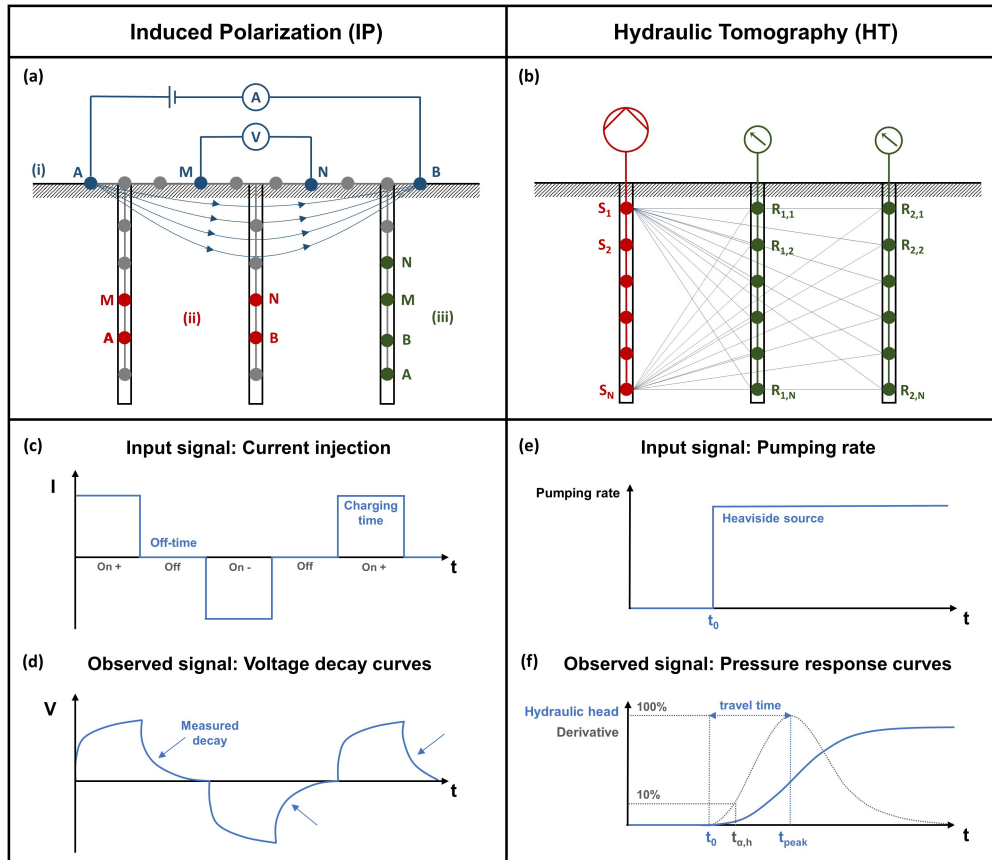 Induced Polarization (IP)
Hydraulic Tomography (HT)
(a)
A
V
(i)
A
M
N
B
N
M
N
M
(ii)
(iii)
A
B
B
A
(b)
S1
R1,1
R2,1
S2
R1,2
R2,2
SN
R1,N
R2,N
(c)
Input signal: Current injection
I
Charging
time
Off-time
On +
Off
On -
Off
On +
t
(d)
Observed signal: Voltage decay curves
V
Measured
decay
t
(e)
Input signal: Pumping rate
Pumping rate
Heaviside source
t0
t
(f)
Observed signal: Pressure response curves
Hydraulic head
100%
travel time
Derivative
10%
t0
tα,h
tpeak
t